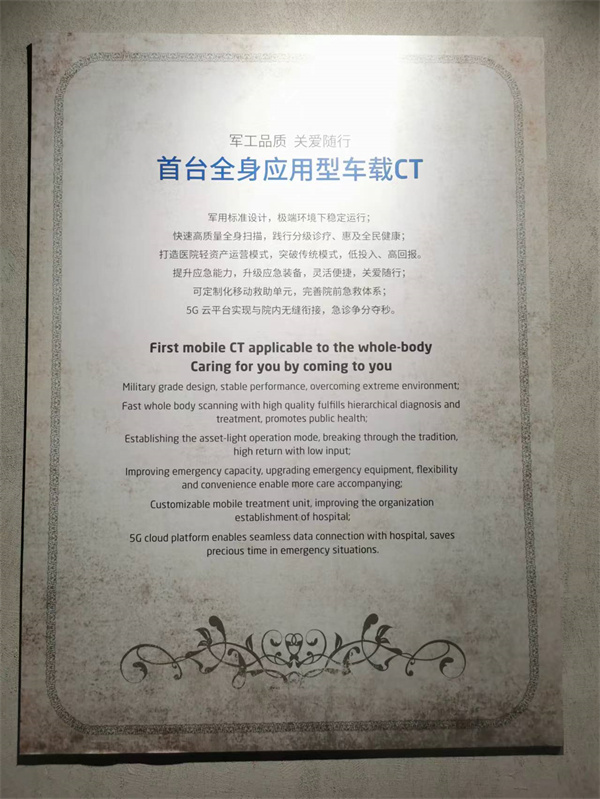 军工品质 关爱随行
首台全身应用型车载CT
军用标准设计，极端环境下稳定运行；
快速高质量全身扫描，践行分级诊疗、惠及全民健康；
打造医院轻资产运营模式，突破传统模式，低投入、高回报。
提升应急能力，升级应急装备，灵活便捷，关爱随行；
可定制化移动救助单元，完善院前急救体系；
5G 云平台实现与院内无缝衔接，急诊争分夺秒。
First mobile CT applicable to the whole-body
Caring for you by coming to you
Military grade design, stable performance, overcoming extreme environment;
Fast whole body scanning with high quality fulfills hierarchical diagnosis and
treatment, promotes public health;
Establishing the asset-light operation mode, breaking through the tradition,
high return with low input;
Improving emergency capacity, upgrading emergency equipment, flexibility
and convenience enable more care accompanying;
Customizable mobile treatment unit, improving the organization
establishment of hospital;
5G cloud platform enables seamless data connection with hospital, saves
precious time in emergency situations.